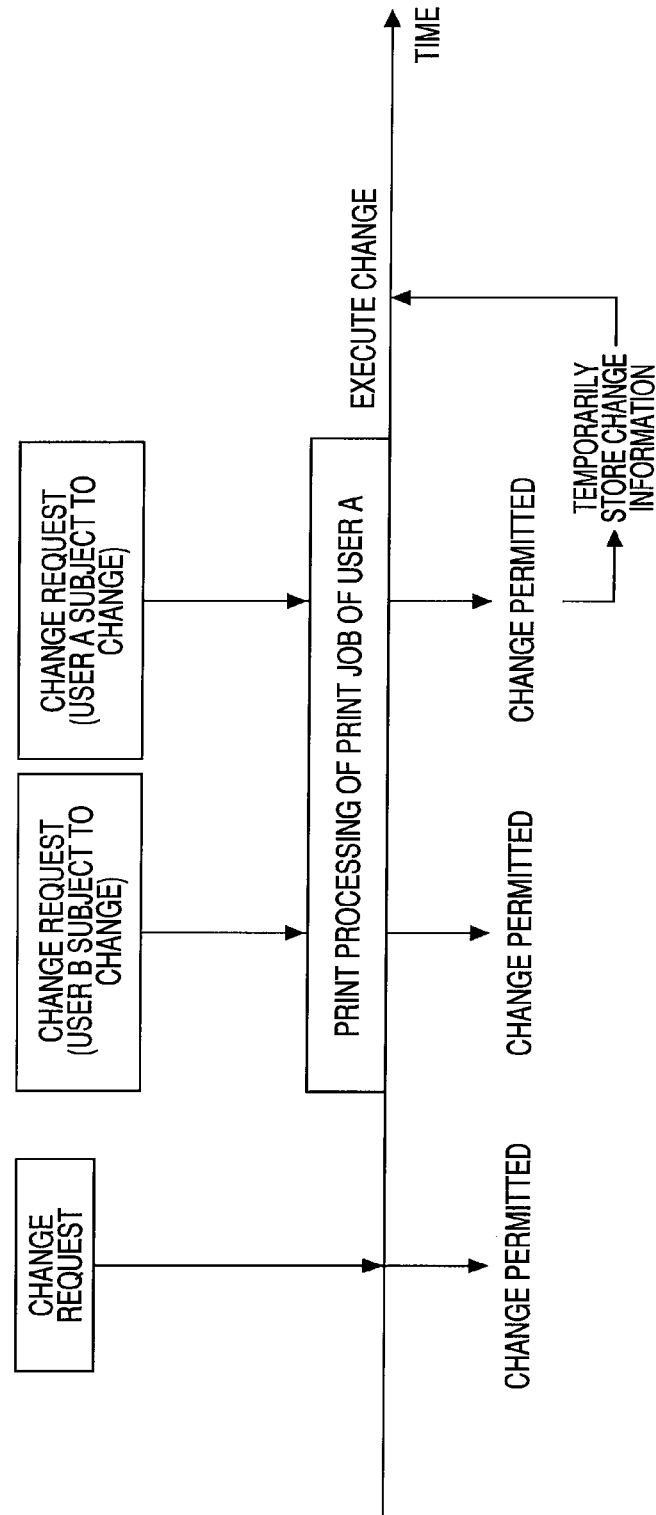 CHANGE
REQUEST
CHANGE REQUEST
(USER B SUBJECT TO
CHANGE)
CHANGE REQUEST
(USER A SUBJECT TO
CHANGE)
PRINT PROCESSING OF PRINT JOB OF USER A
EXECUTE CHANGE
TIME
CHANGE PERMITTED
CHANGE PERMITTED
CHANGE PERMITTED
TEMPORARILY
STORE CHANGE
INFORMATION